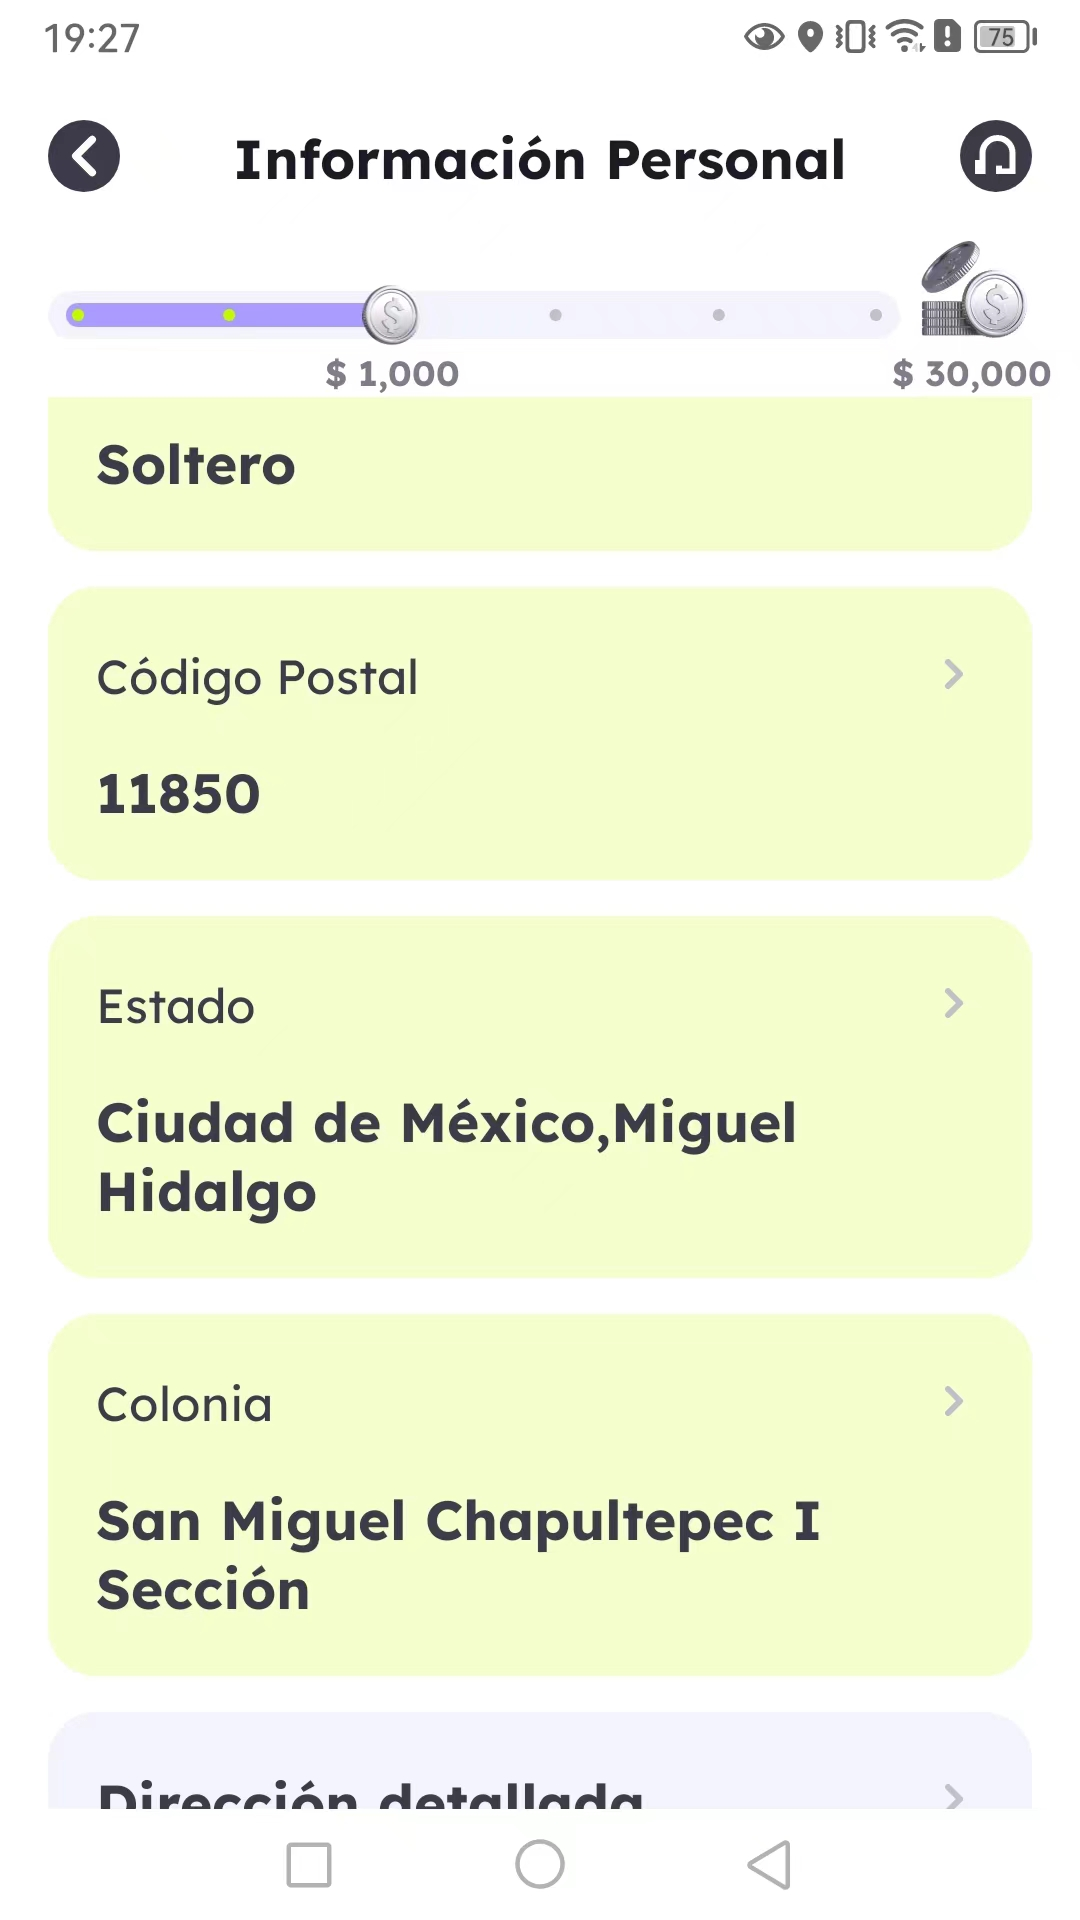 19:27
75
Información Personal
$ 1,000
$ 30,000
Soltero
Código Postal
11850
Estado
Ciudad de México,Miguel
Hidalgo
Colonia
San Miguel Chapultepec I
Sección
Dirección detallada